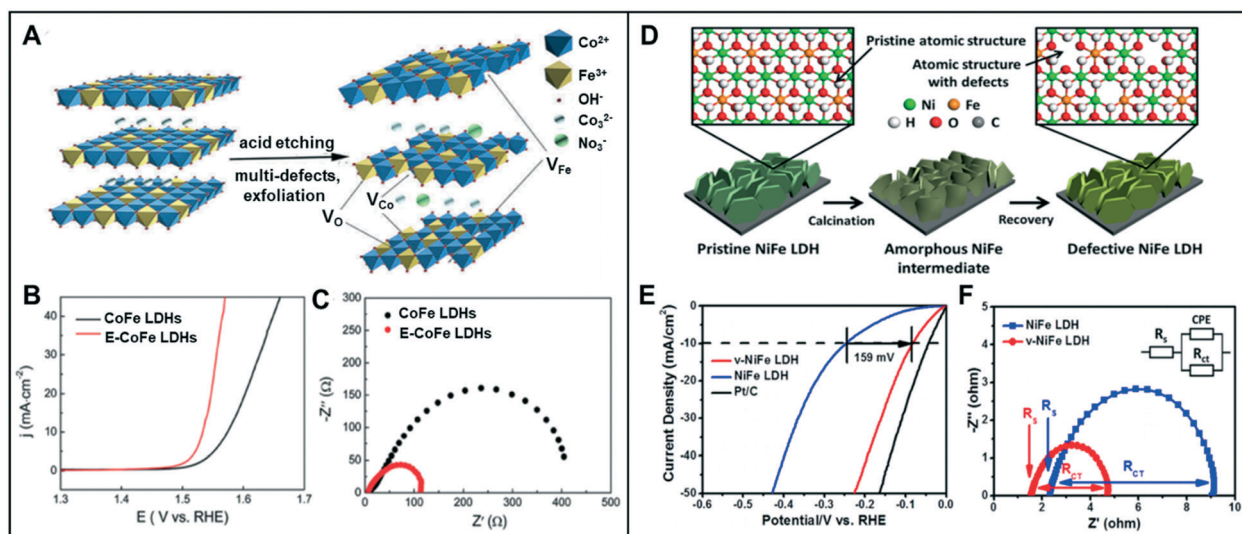 A
Co2+
Fe3+
OH-
Co32-
No3-
acid etching
multi-defects,
exfoliation
VFe
VCo
VO
B
CoFe LDHs
E-CoFe LDHs
j (mA·cm-2)
40
30
20
10
0
1.3 1.4 1.5 1.6 1.7
E ( V vs. RHE)
C
CoFe LDHs
E-CoFe LDHs
-Z'' (Ω)
300
250
200
150
100
50
0
0 100 200 300 400 500
Z' (Ω)
D
Pristine atomic structure
Atomic structure
with defects
Ni Fe
H O C
Calcination
Recovery
Pristine NiFe LDH
Amorphous NiFe
intermediate
Defective NiFe LDH
E
Current Density (mA/cm2)
0
-10
-20
-30
-40
-50
159 mV
v-NiFe LDH
NiFe LDH
Pt/C
-0.6 -0.5 -0.4 -0.3 -0.2 -0.1 0.0
Potential/V vs. RHE
F
NiFe LDH
v-NiFe LDH
CPE
Rs
Rct
-Z'' (ohm)
5
4
3
2
1
0
Rs
Rs
RCT
RCT
0 2 4 6 8 10
Z' (ohm)